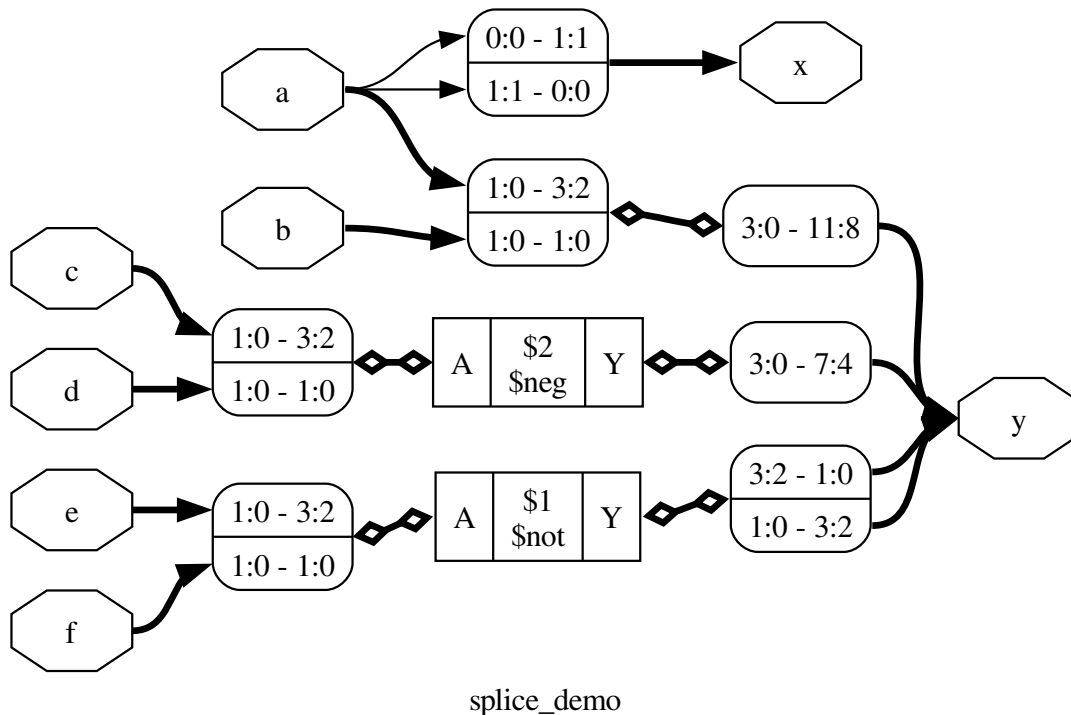 a
0:0 - 1:1
1:1 - 0:0
x
b
1:0 - 3:2
1:0 - 1:0
3:0 - 11:8
c
d
1:0 - 3:2
1:0 - 1:0
A
$2
$neg
Y
3:0 - 7:4
y
e
f
1:0 - 3:2
1:0 - 1:0
A
$1
$not
Y
3:2 - 1:0
1:0 - 3:2
splice_demo